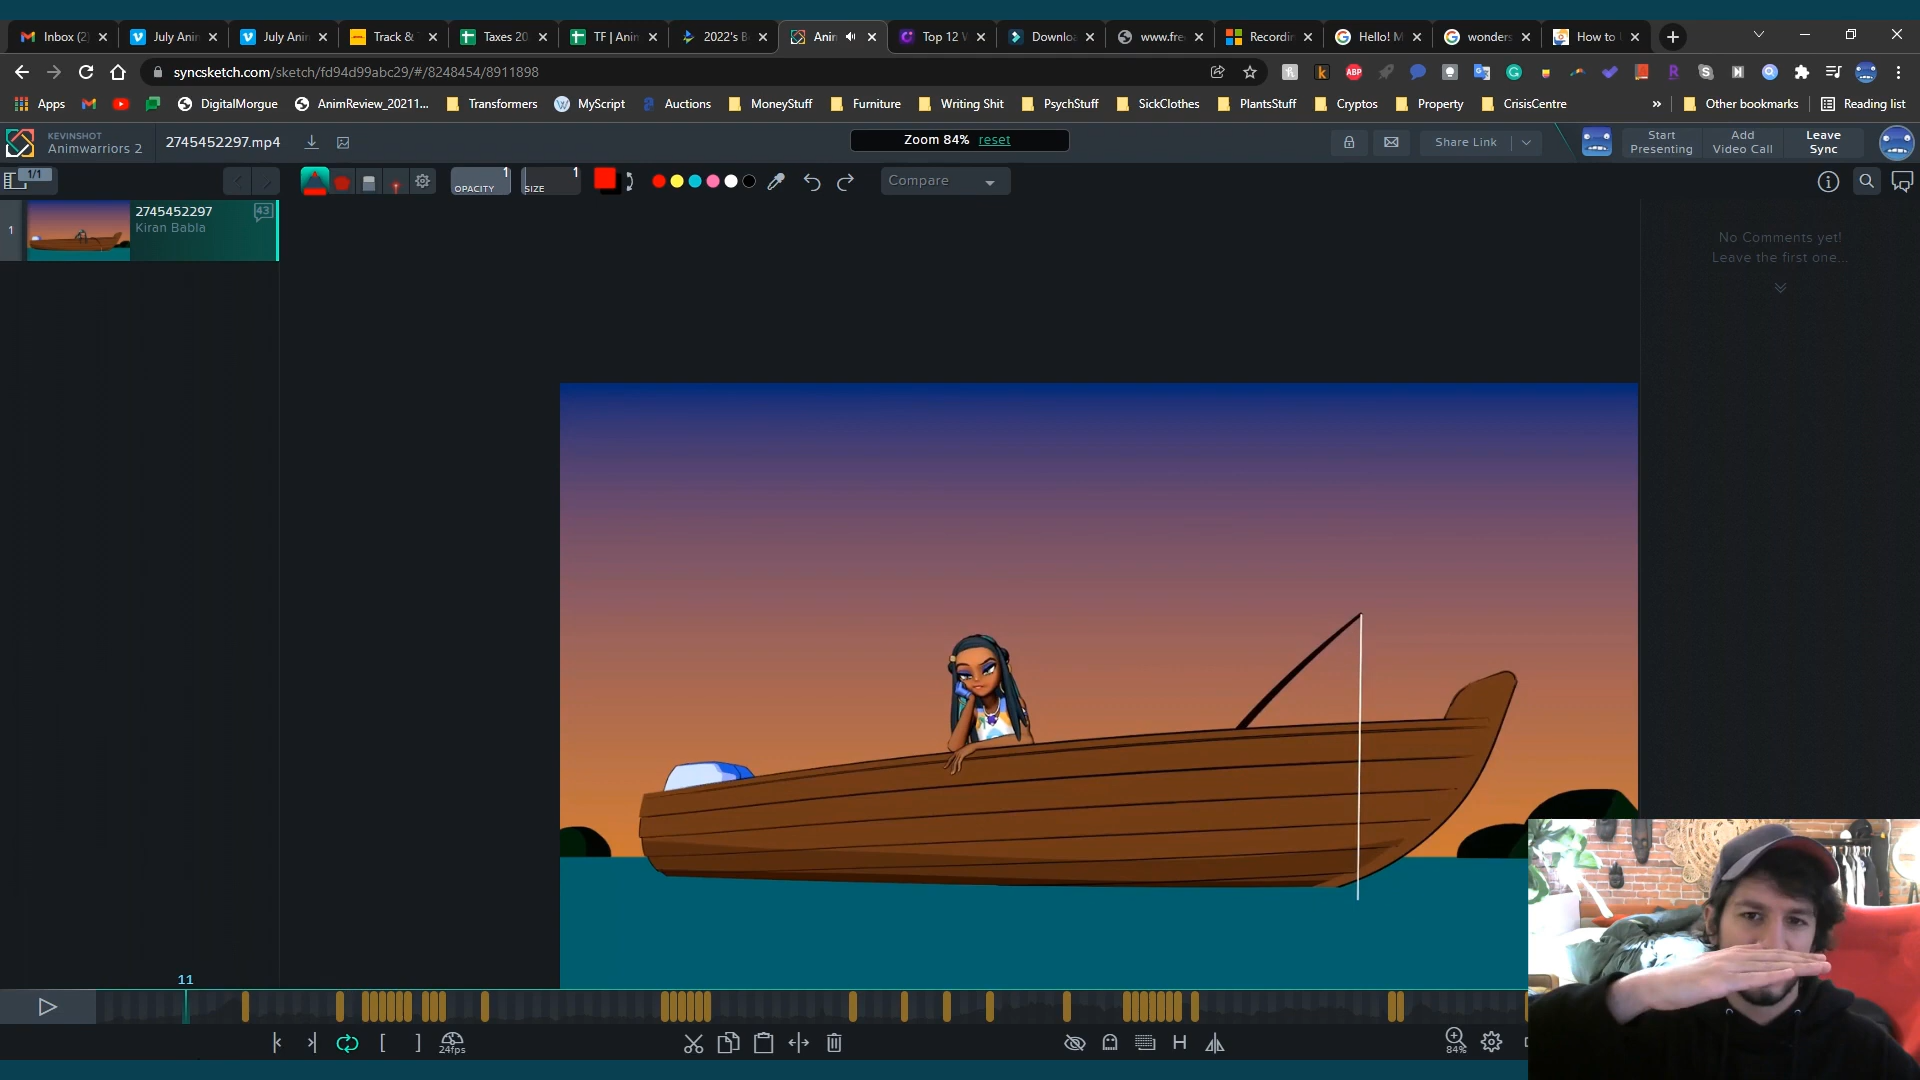 Inbox (2)
July Anir
July Anir
Track &
Taxes 20
TF | Anim
2022's B
Anir
Top 12 V
Downlo
www.fre
Recordin
Hello! M
wonders
How to
syncsketch.com/sketch/fd94d99abc29/#/8248454/8911898
Apps
DigitalMorgue
AnimReview_20211...
Transformers
MyScript
Auctions
MoneyStuff
Furniture
Writing Shit
PsychStuff
SickClothes
PlantsStuff
Cryptos
Property
CrisisCentre
»
Other bookmarks
Reading list
KEVINSHOT
Animwarriors 2
2745452297.mp4
Zoom 84% reset
Share Link
Start
Presenting
Add
Video Call
Leave
Sync
1/1
OPACITY
1
SIZE
1
Compare
1
2745452297
Kiran Babla
43
No Comments yet!
Leave the first one...
11
24fps
H
84%